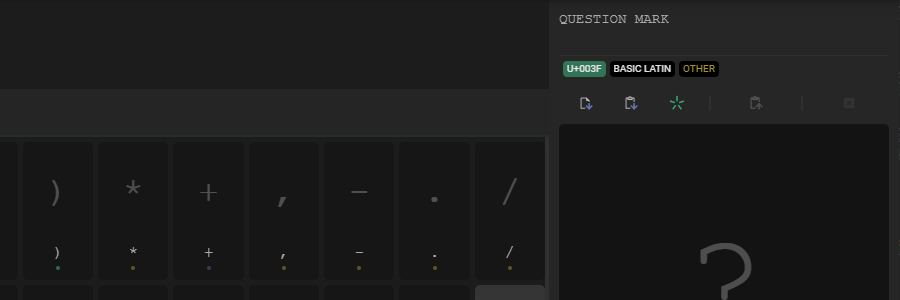 QUESTION MARK
U+003F BASIC LATIN OTHER
) * + , - . /
) * + , - . /
?